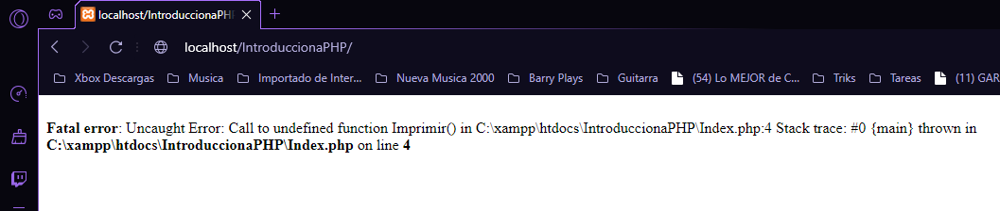 localhost/IntroduccionaPHP
localhost/IntroduccionaPHP/
Xbox Descargas Musica Importado de Inter... Nueva Musica 2000 Barry Plays Guitarra (54) Lo MEJOR de C... Triks Tareas (11) GAR
Fatal error: Uncaught Error: Call to undefined function Imprimir() in C:\xampp\htdocs\IntroduccionaPHP\Index.php:4 Stack trace: #0 {main} thrown in
C:\xampp\htdocs\IntroduccionaPHP\Index.php on line 4